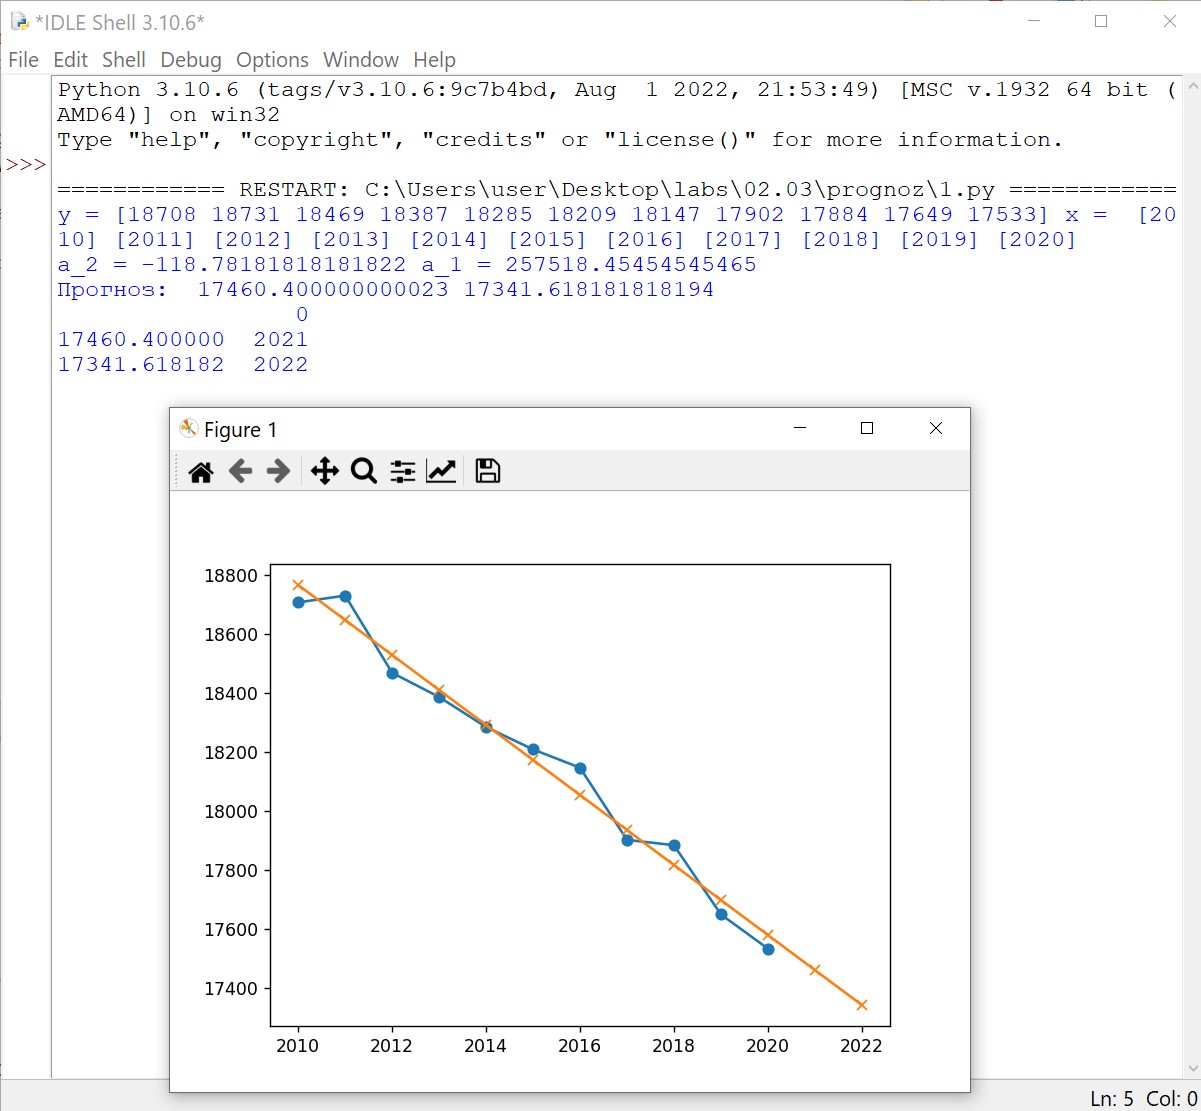 *IDLE Shell 3.10.6*
File Edit Shell Debug Options Window Help
Python 3.10.6 (tags/v3.10.6:9c7b4bd, Aug  1 2022, 21:53:49) [MSC v.1932 64 bit (
AMD64)] on win32
Type "help", "copyright", "credits" or "license()" for more information.
>>>
============ RESTART: C:\Users\user\Desktop\labs\02.03\prognoz\1.py ============
y = [18708 18731 18469 18387 18285 18209 18147 17902 17884 17649 17533] x =  [20
10] [2011] [2012] [2013] [2014] [2015] [2016] [2017] [2018] [2019] [2020]
a_2 = -118.78181818181822 a_1 = 257518.45454545465
Прогноз:  17460.400000000023 17341.618181818194
0
17460.400000  2021
17341.618182  2022
Figure 1
18800
18600
18400
18200
18000
17800
17600
17400
2010 2012 2014 2016 2018 2020 2022
Ln: 5 Col: 0